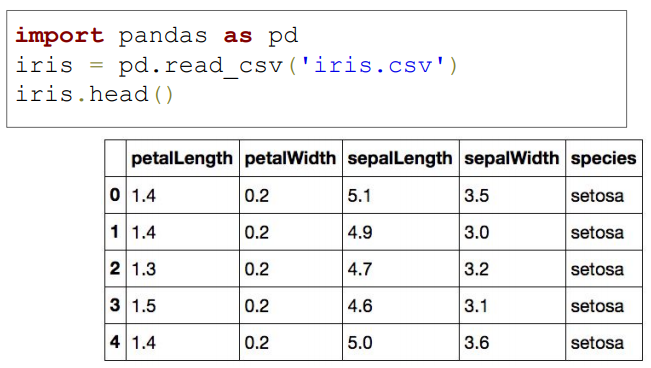 import pandas as pd
iris = pd.read_csv('iris.csv')
iris.head()
petalLength petalWidth sepalLength sepalWidth species
0 1.4 0.2 5.1 3.5 setosa
1 1.4 0.2 4.9 3.0 setosa
2 1.3 0.2 4.7 3.2 setosa
3 1.5 0.2 4.6 3.1 setosa
4 1.4 0.2 5.0 3.6 setosa